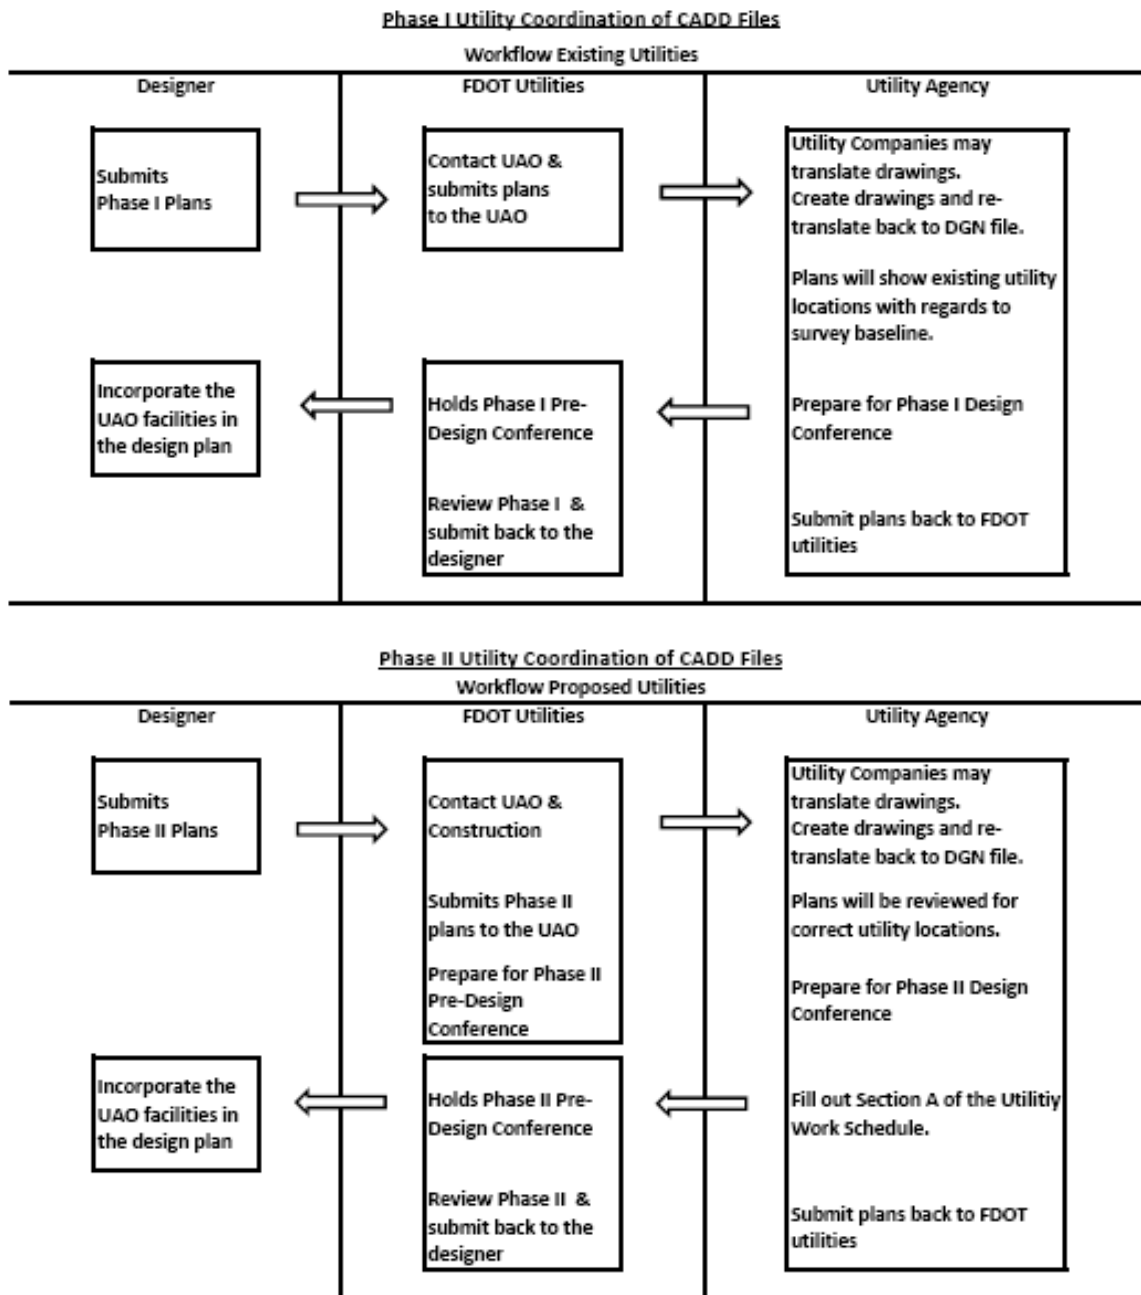 Phase I Utility Coordination of CADD Files
Workflow Existing Utilities
Designer
FDOT Utilities
Utility Agency
Submits
Phase I Plans
Contact UAO &
submits plans
to the UAO
Utility Companies may
translate drawings.
Create drawings and re-
translate back to DGN file.
Plans will show existing utility
locations with regards to
survey baseline.
Prepare for Phase I Design
Conference
Submit plans back to FDOT
utilities
Holds Phase I Pre-
Design Conference
Review Phase I &
submit back to the
designer
Incorporate the
UAO facilities in
the design plan
Phase II Utility Coordination of CADD Files
Workflow Proposed Utilities
Designer
FDOT Utilities
Utility Agency
Submits
Phase II Plans
Contact UAO &
Construction
Submits Phase II
plans to the UAO
Prepare for Phase II
Pre-Design
Conference
Utility Companies may
translate drawings.
Create drawings and re-
translate back to DGN file.
Plans will be reviewed for
correct utility locations.
Prepare for Phase II Design
Conference
Fill out Section A of the Utilitiy
Work Schedule.
Submit plans back to FDOT
utilities
Holds Phase II Pre-
Design Conference
Review Phase II &
submit back to the
designer
Incorporate the
UAO facilities in
the design plan